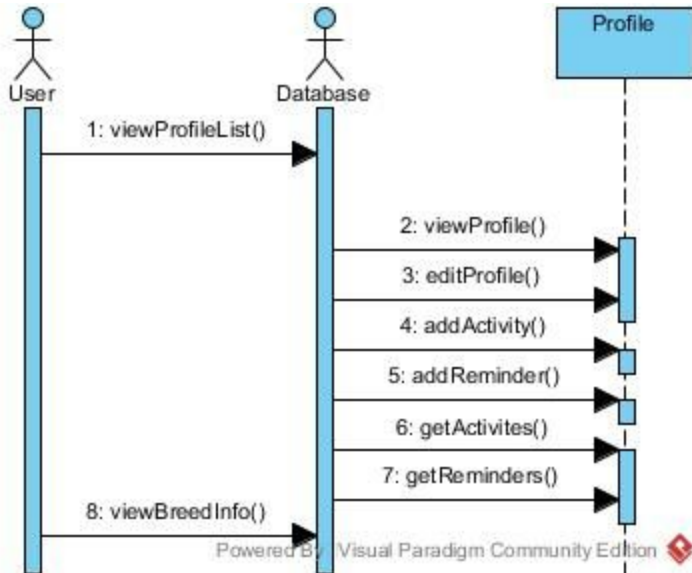 Profile
User
Database
1: viewProfileList()
2: viewProfile()
3: editProfile()
4: addActivity()
5: addReminder()
6: getActivites()
7: getReminders()
8: viewBreedInfo()
Powered By Visual Paradigm Community Edition